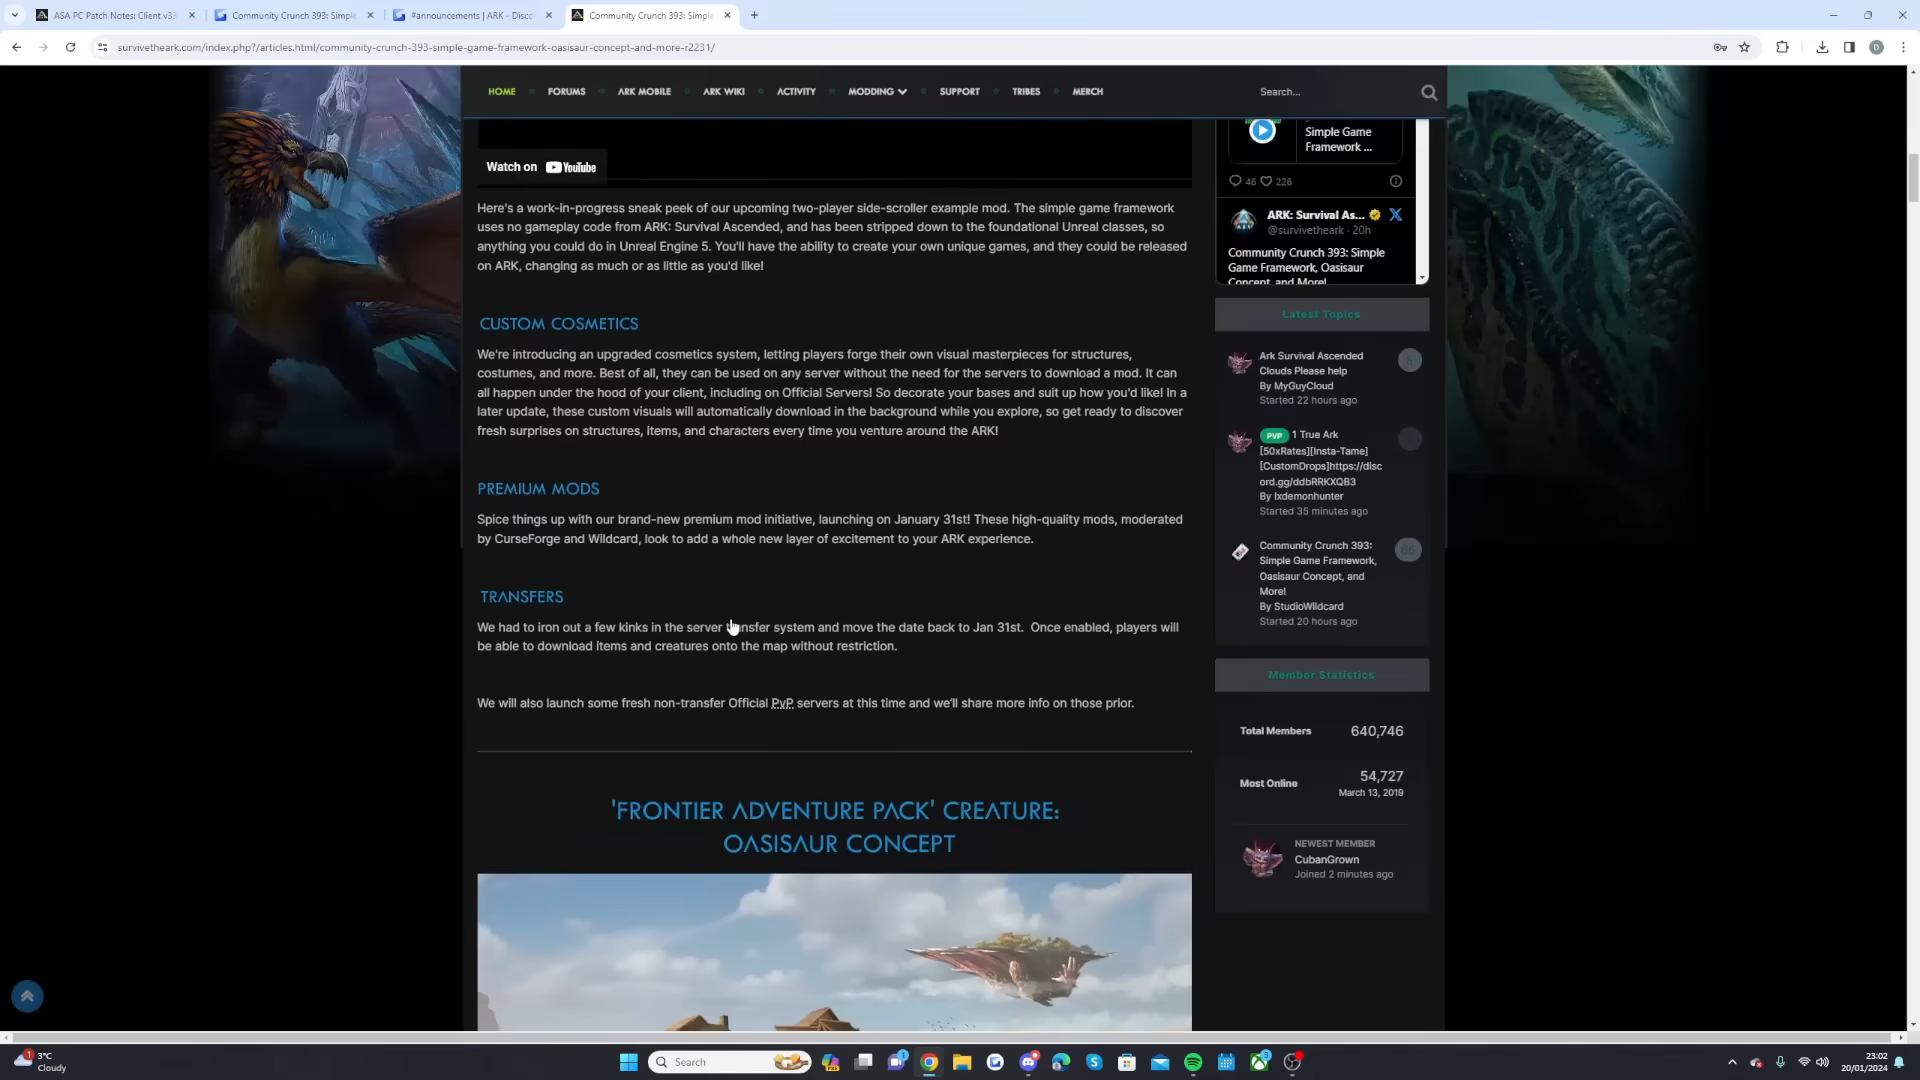 ASA PC Patch Notes: Client v33
Community Crunch 393: Simple
#announcements | ARK - Disco
Community Crunch 393: Simple
survivetheark.com/index.php?/articles.html/community-crunch-393-simple-game-framework-oasisaur-concept-and-more-r2231/
HOME FORUMS ARK MOBILE ARK WIKI ACTIVITY MODDING SUPPORT TRIBES MERCH Search...
Watch on YouTube
Here's a work-in-progress sneak peek of our upcoming two-player side-scroller example mod. The simple game framework
uses no gameplay code from ARK: Survival Ascended, and has been stripped down to the foundational Unreal classes, so
anything you could do in Unreal Engine 5. You'll have the ability to create your own unique games, and they could be released
on ARK, changing as much or as little as you'd like!
CUSTOM COSMETICS
We're introducing an upgraded cosmetics system, letting players forge their own visual masterpieces for structures,
costumes, and more. Best of all, they can be used on any server without the need for the servers to download a mod. It can
all happen under the hood of your client, including on Official Servers! So decorate your bases and suit up how you'd like! In a
later update, these custom visuals will automatically download in the background while you explore, so get ready to discover
fresh surprises on structures, items, and characters every time you venture around the ARK!
PREMIUM MODS
Spice things up with our brand-new premium mod initiative, launching on January 31st! These high-quality mods, moderated
by CurseForge and Wildcard, look to add a whole new layer of excitement to your ARK experience.
TRANSFERS
We had to iron out a few kinks in the server transfer system and move the date back to Jan 31st. Once enabled, players will
be able to download items and creatures onto the map without restriction.
We will also launch some fresh non-transfer Official PvP servers at this time and we'll share more info on those prior.
'FRONTIER ADVENTURE PACK' CREATURE:
OASISAUR CONCEPT
Simple Game
Framework ...
46 226
ARK: Survival As...
@survivetheark · 20h
Community Crunch 393: Simple
Game Framework, Oasisaur
Concept, and More!
Latest Topics
Ark Survival Ascended
Clouds Please help
By MyGuyCloud
Started 22 hours ago
PVP 1 True Ark
[50xRates][Insta-Tame]
[CustomDrops]https://disc
ord.gg/ddbRRKXQB3
By lxdemonhunter
Started 35 minutes ago
Community Crunch 393:
Simple Game Framework,
Oasisaur Concept, and
More!
By StudioWildcard
Started 20 hours ago
Member Statistics
Total Members 640,746
Most Online 54,727
March 13, 2019
NEWEST MEMBER
CubanGrown
Joined 2 minutes ago
3°C
Cloudy
Search
23:02
20/01/2024